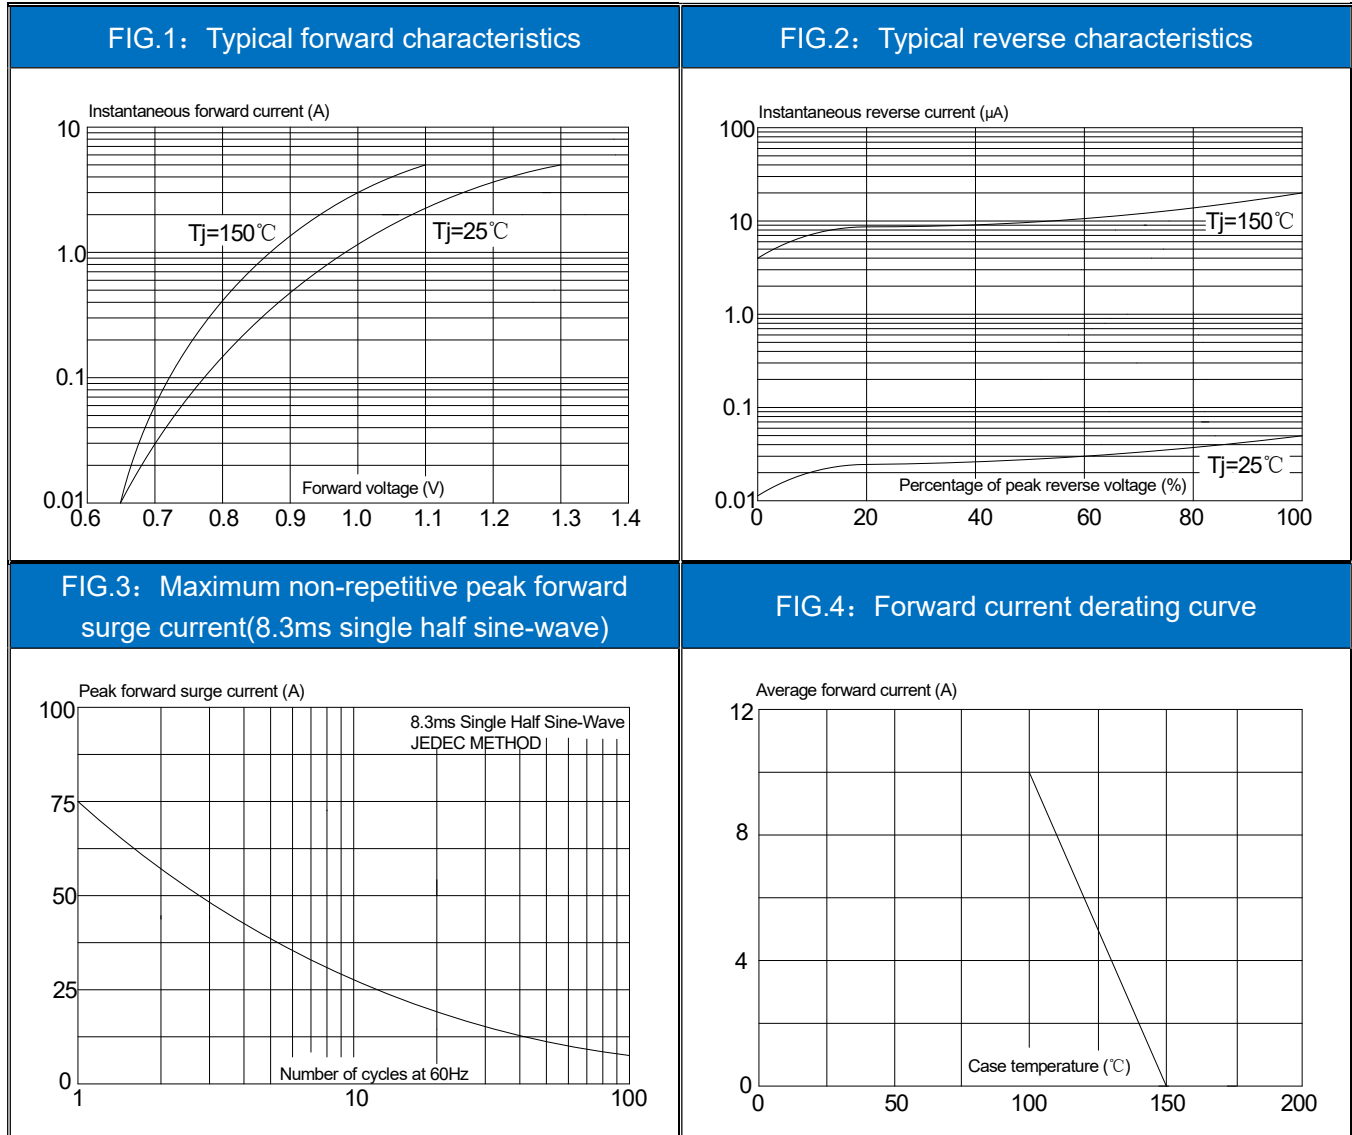 FIG.1：Typical forward characteristics
Instantaneous forward current (A)
10
1.0
0.1
0.01
Tj=150℃
Tj=25℃
Forward voltage (V)
0.6 0.7 0.8 0.9 1.0 1.1 1.2 1.3 1.4
FIG.2：Typical reverse characteristics
Instantaneous reverse current (μA)
100
10
1.0
0.1
0.01
Tj=150℃
Tj=25℃
Percentage of peak reverse voltage (%)
0 20 40 60 80 100
FIG.3：Maximum non-repetitive peak forward
surge current(8.3ms single half sine-wave)
Peak forward surge current (A)
100
75
50
25
0
8.3ms Single Half Sine-Wave
JEDEC METHOD
Number of cycles at 60Hz
1 10 100
FIG.4：Forward current derating curve
Average forward current (A)
12
8
4
0
Case temperature (℃)
0 50 100 150 200